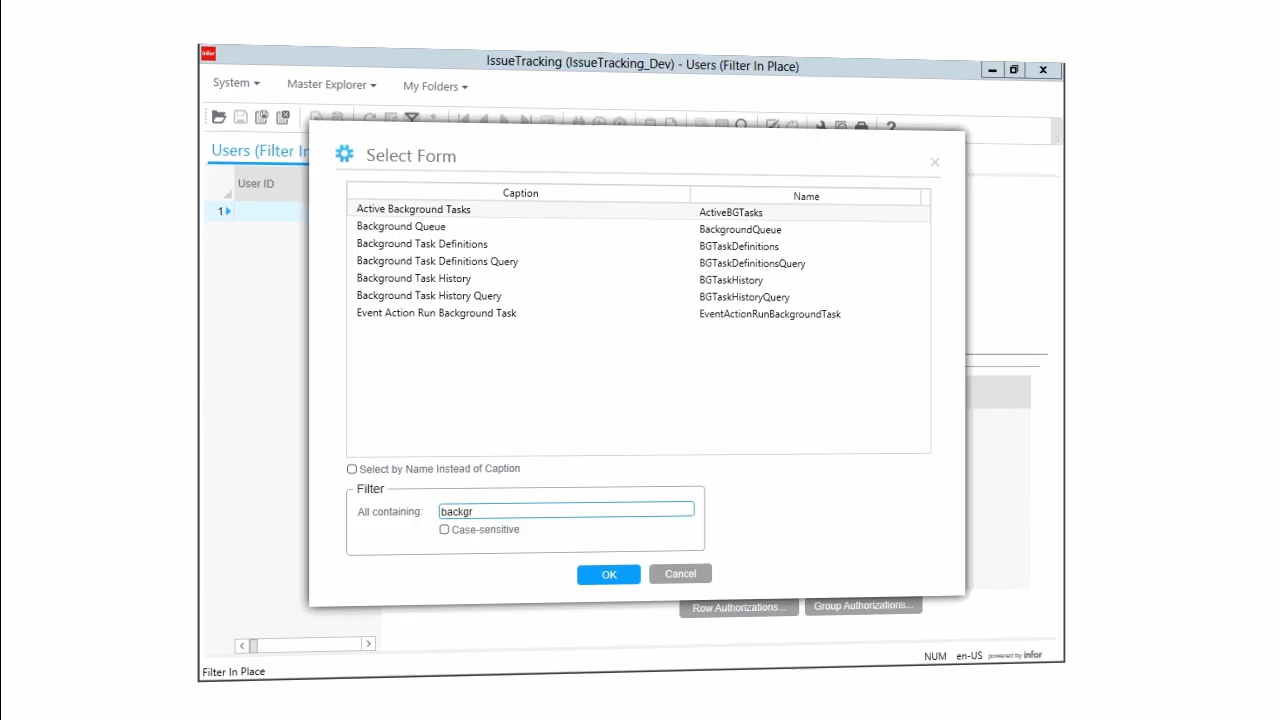 infor
IssueTracking (IssueTracking_Dev) - Users (Filter In Place)
System
Master Explorer
My Folders
Users (Filter In
Select Form
User ID
Caption
Name
1
Active Background Tasks
ActiveBGTasks
Background Queue
BackgroundQueue
Background Task Definitions
BGTaskDefinitions
Background Task Definitions Query
BGTaskDefinitionsQuery
Background Task History
BGTaskHistory
Background Task History Query
BGTaskHistoryQuery
Event Action Run Background Task
EventActionRunBackgroundTask
Select by Name Instead of Caption
Filter
All containing:
backgr
Case-sensitive
OK
Cancel
Row Authorizations...
Group Authorizations...
NUM
en-US
powered by infor
Filter In Place